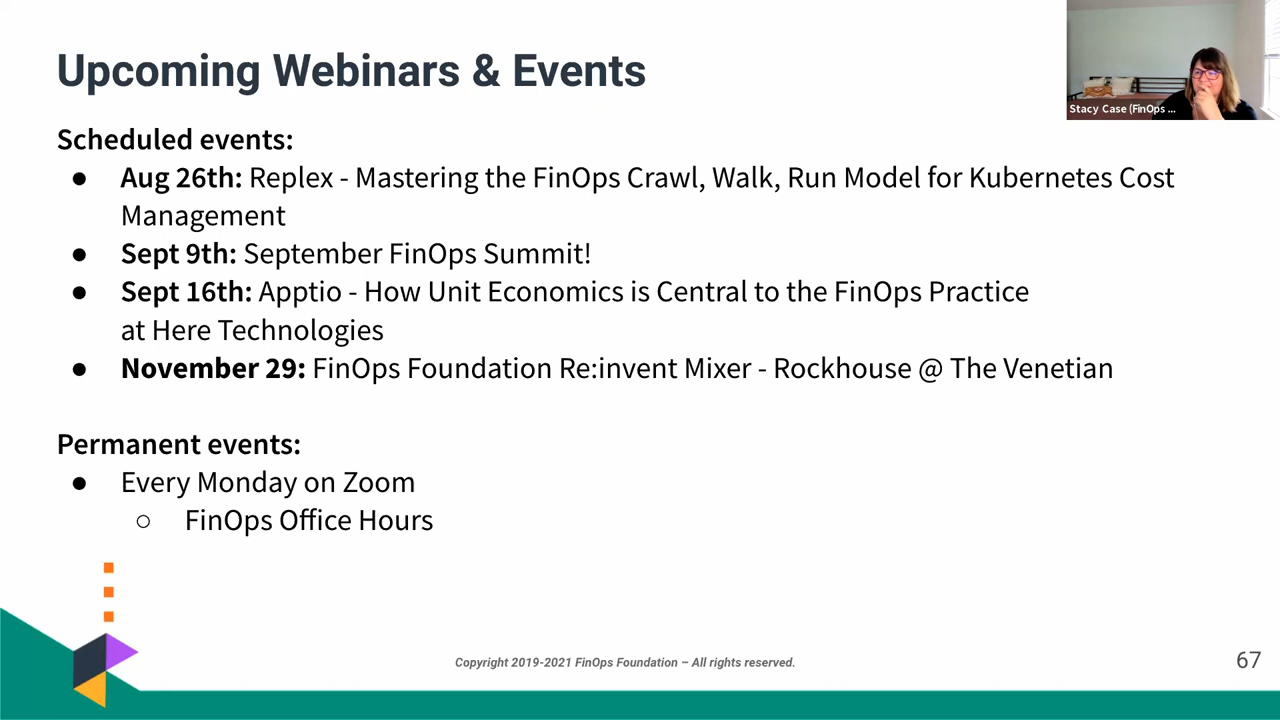 Upcoming Webinars & Events
Stacy Case (FinOps ...
Scheduled events:
● Aug 26th: Replex - Mastering the FinOps Crawl, Walk, Run Model for Kubernetes Cost
Management
● Sept 9th: September FinOps Summit!
● Sept 16th: Apptio - How Unit Economics is Central to the FinOps Practice
at Here Technologies
● November 29: FinOps Foundation Re:invent Mixer - Rockhouse @ The Venetian
Permanent events:
● Every Monday on Zoom
○ FinOps Office Hours
Copyright 2019-2021 FinOps Foundation – All rights reserved.
67